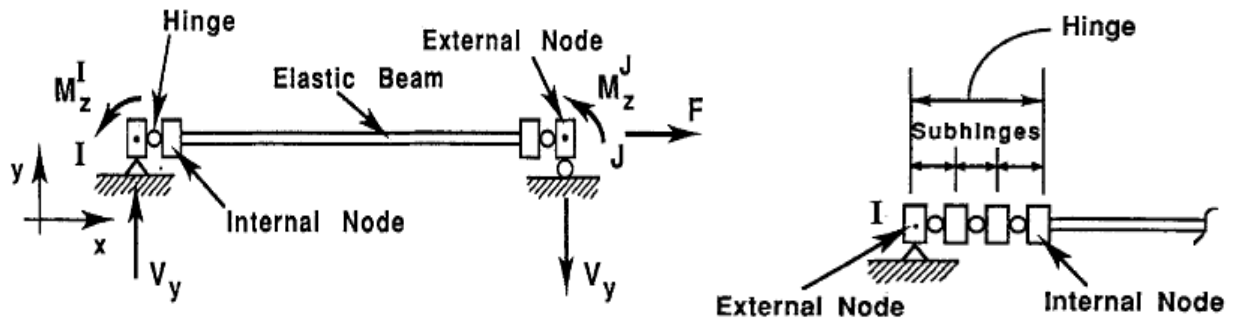 Hinge
External Node
M_z^I
Elastic Beam
M_z^J
F
I
J
y
Internal Node
x
V_y
V_y
Hinge
Subhinges
I
External Node
Internal Node